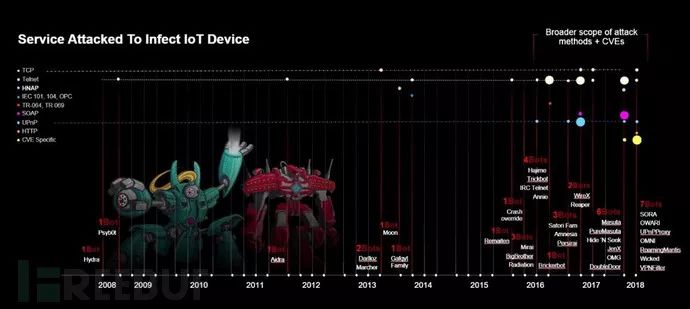 Service Attacked To Infect IoT Device
Broader scope of attack
methods + CVEs
TCP
Telnet
HNAP
IEC 101, 104, OPC
TR-064, TR 069
SOAP
UPnP
HTTP
CVE Specific
1Bot
Hydra
1Bot
Psyb0t
1Bot
Aidra
2Bots
Darlloz
Marcher
1Bot
Moon
1Bot
Gafgyt
Family
1Bot
Remaiten
1Bot
Crash
override
3Bots
Mirai
BigBrother
Radiation
4Bots
Hajime
Trickbot
IRC Telnet
Annie
1Bot
Brickerbot
3Bots
Satori Fam
Amnesia
Persirai
2Bots
WireX
Reaper
6Bots
Masuta
PureMasuta
Hide 'N Seek
JenX
OMG
DoubleDoor
7Bots
SORA
OWARI
UPnPProxy
OMNI
RoamingMantis
Wicked
VPNFilter
2008
2009
2010
2011
2012
2013
2014
2015
2016
2017
2018
FREEBUF